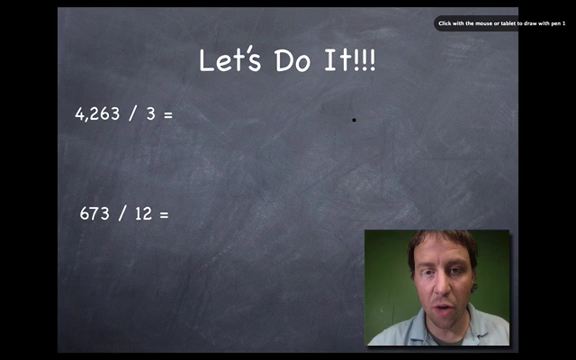 Click with the mouse or tablet to draw with pen 1
Let's Do It!!!
4,263 / 3 =
673 / 12 =